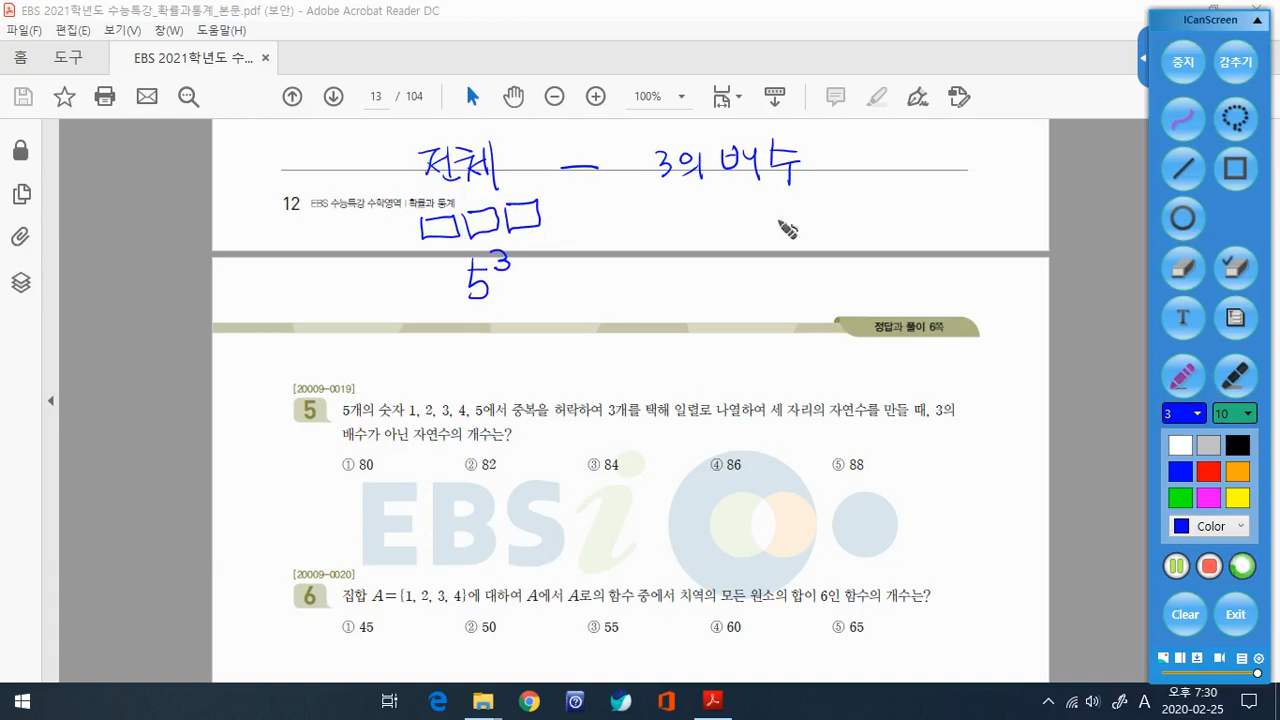 EBS 2021학년도 수능특강_확률과통계_본문.pdf (보안) - Adobe Acrobat Reader DC
파일(F) 편집(E) 보기(V) 창(W) 도움말(H)
홈 도구 EBS 2021학년도 수... ×
13 / 104 100%
전체 — 3의 배수
12 EBS 수능특강 수학영역 | 확률과 통계
5³
정답과 풀이 6쪽
[20009-0019]
5 5개의 숫자 1, 2, 3, 4, 5에서 중복을 허락하여 3개를 택해 일렬로 나열하여 세 자리의 자연수를 만들 때, 3의
배수가 아닌 자연수의 개수는?
① 80 ② 82 ③ 84 ④ 86 ⑤ 88
EBSi
[20009-0020]
6 집합 A={1, 2, 3, 4}에 대하여 A에서 A로의 함수 중에서 치역의 모든 원소의 합이 6인 함수의 개수는?
① 45 ② 50 ③ 55 ④ 60 ⑤ 65
ICanScreen
중지 감추기
T
3 10
Color
Clear Exit
A 오후 7:30
2020-02-25